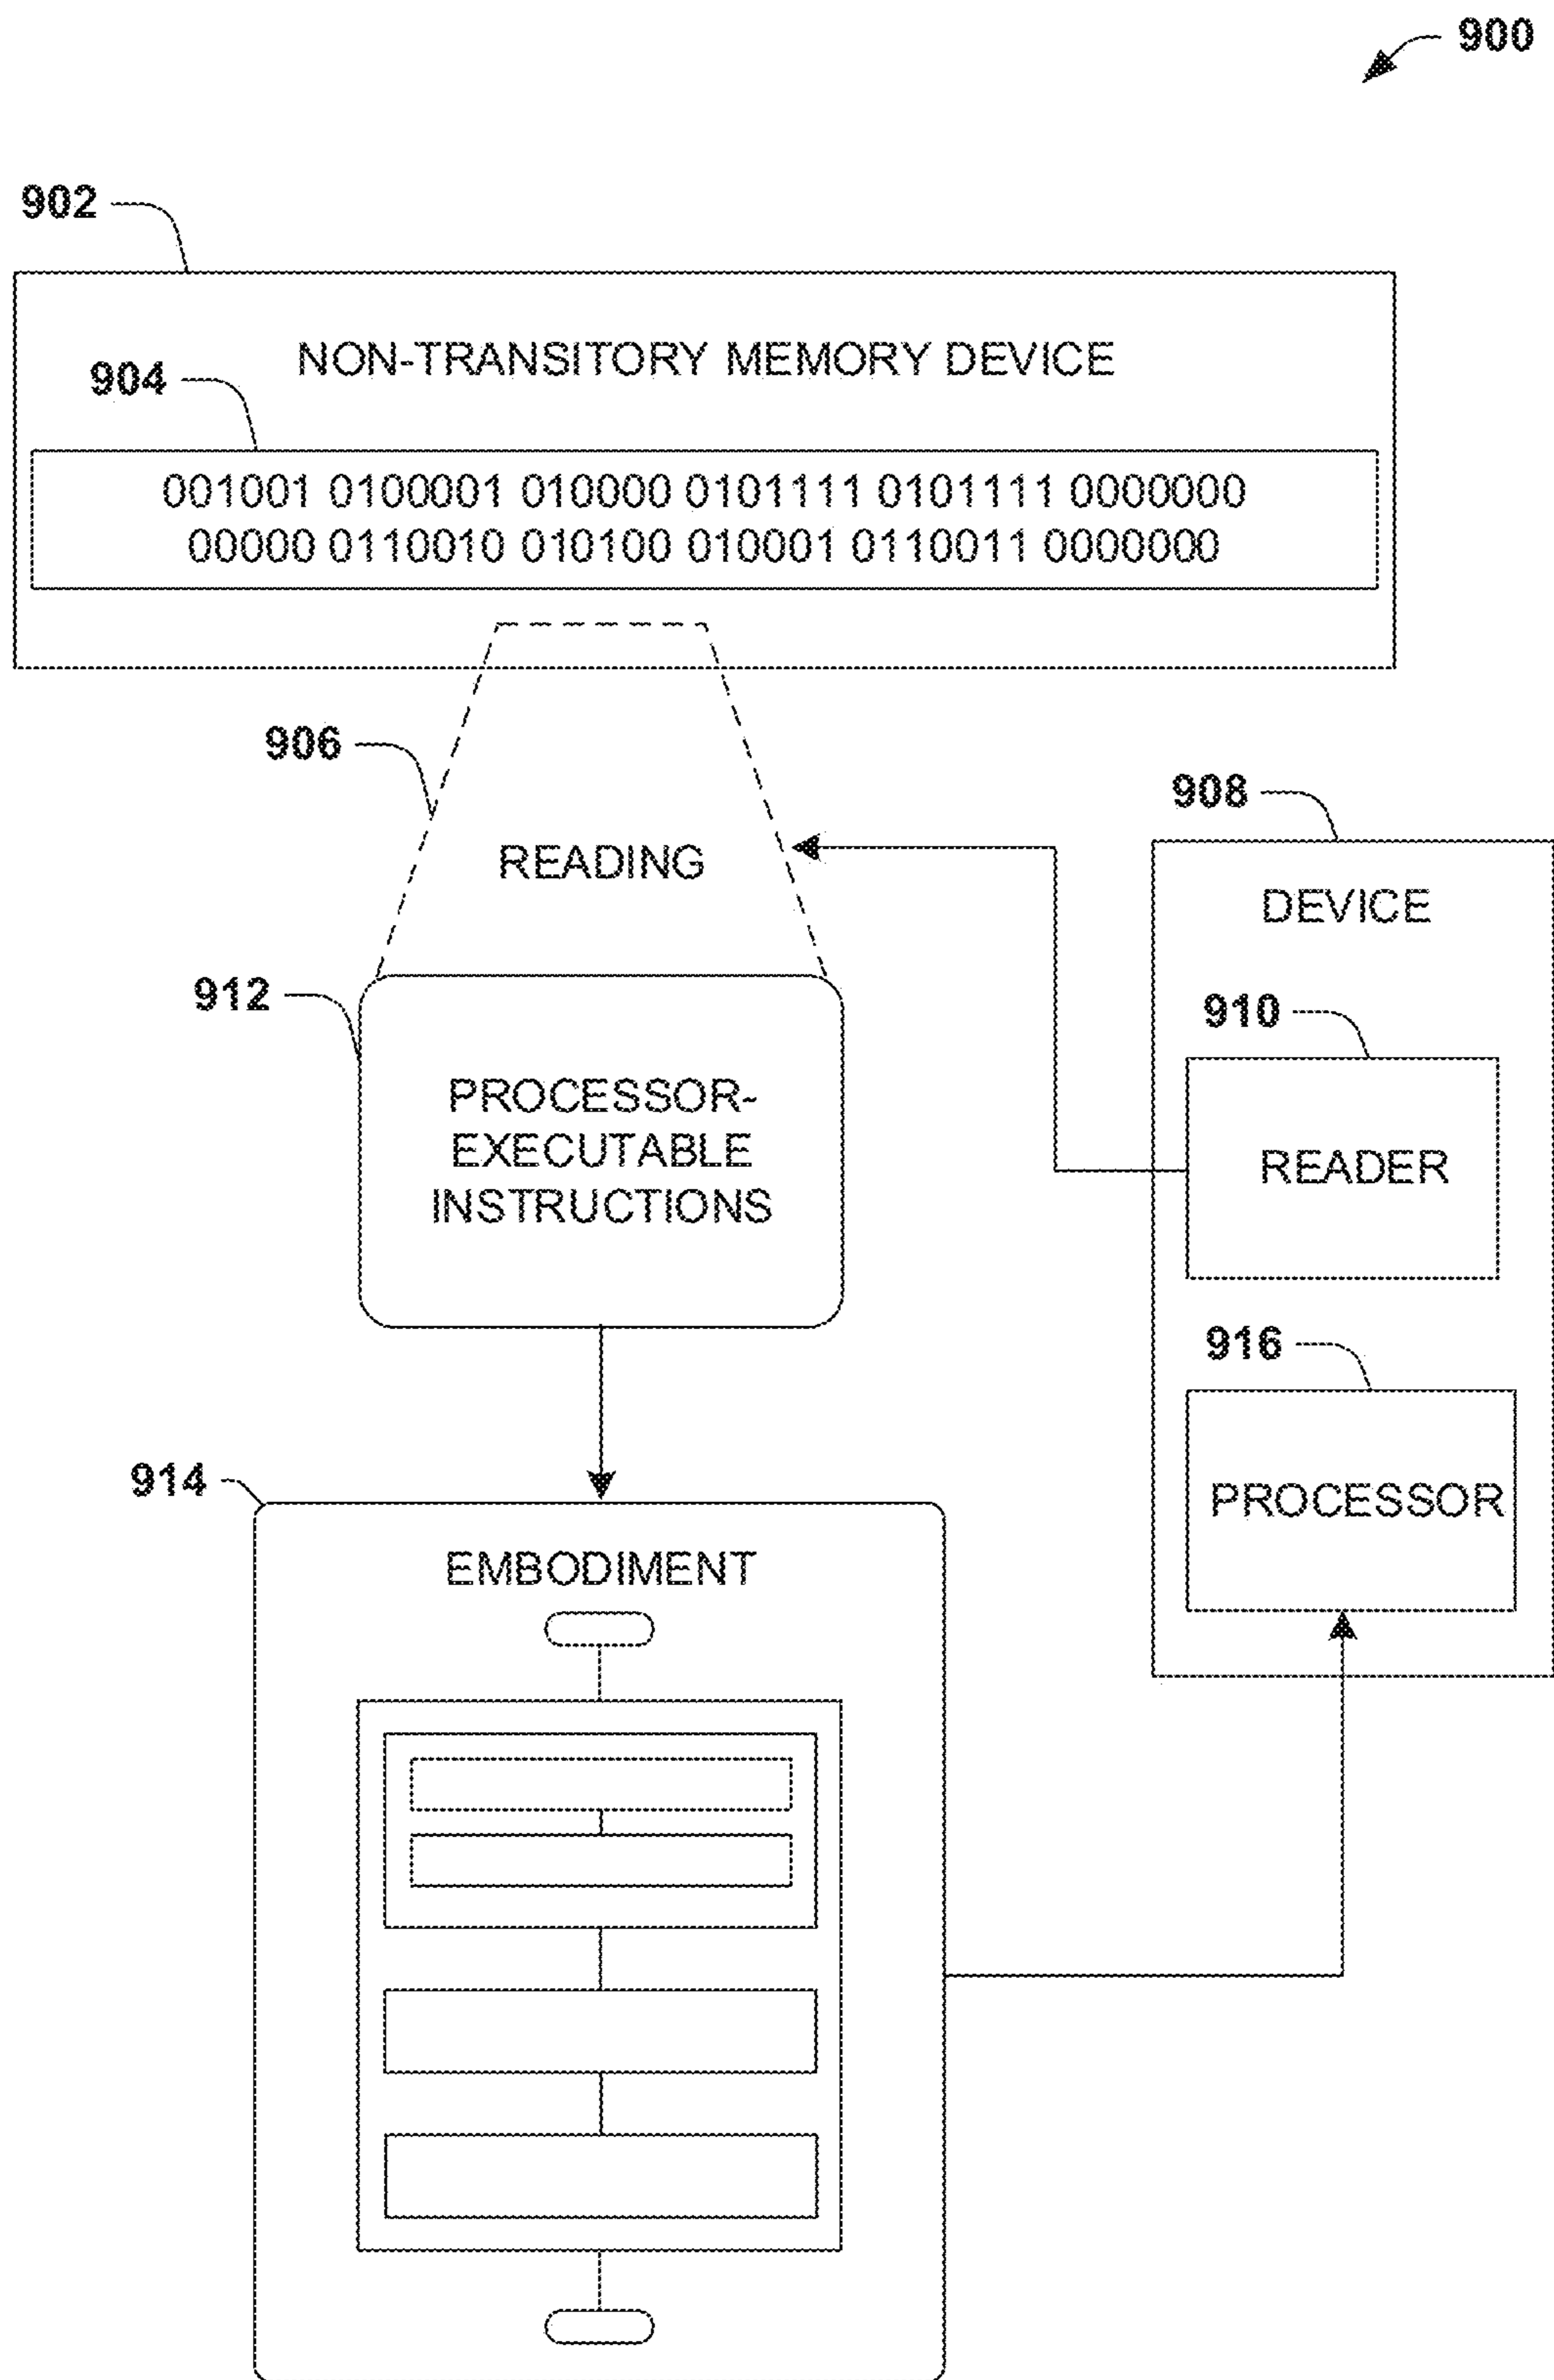 900
902
NON-TRANSITORY MEMORY DEVICE
904
001001 0100001 010000 0101111 0101111 0000000
00000 0110010 010100 010001 0110011 0000000
906
READING
908
DEVICE
910
READER
912
PROCESSOR-
EXECUTABLE
INSTRUCTIONS
916
PROCESSOR
914
EMBODIMENT